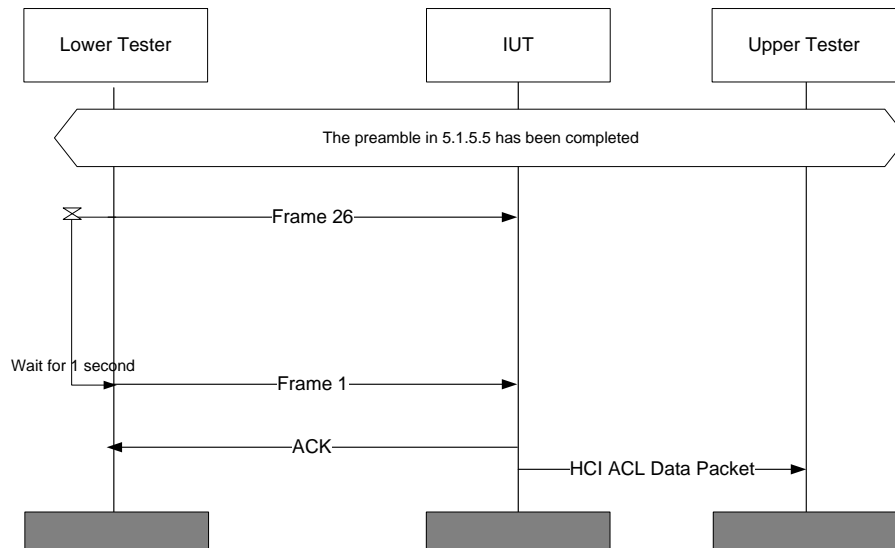 Lower Tester
IUT
Upper Tester
The preamble in 5.1.5.5 has been completed
Frame 26
Wait for 1 second
Frame 1
ACK
HCI ACL Data Packet